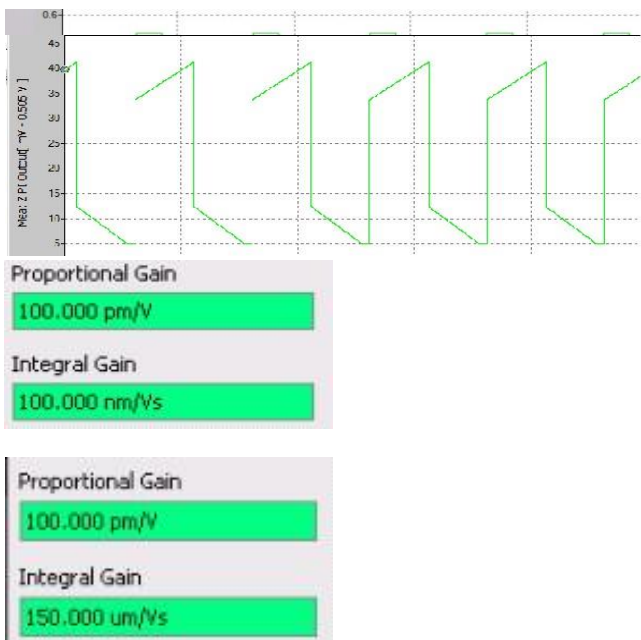 0.6
45
40
35
30
25
20
15
10
5
Proportional Gain
100.000 pm/V
Integral Gain
100.000 nm/Vs
Proportional Gain
100.000 pm/V
Integral Gain
150.000 um/Vs